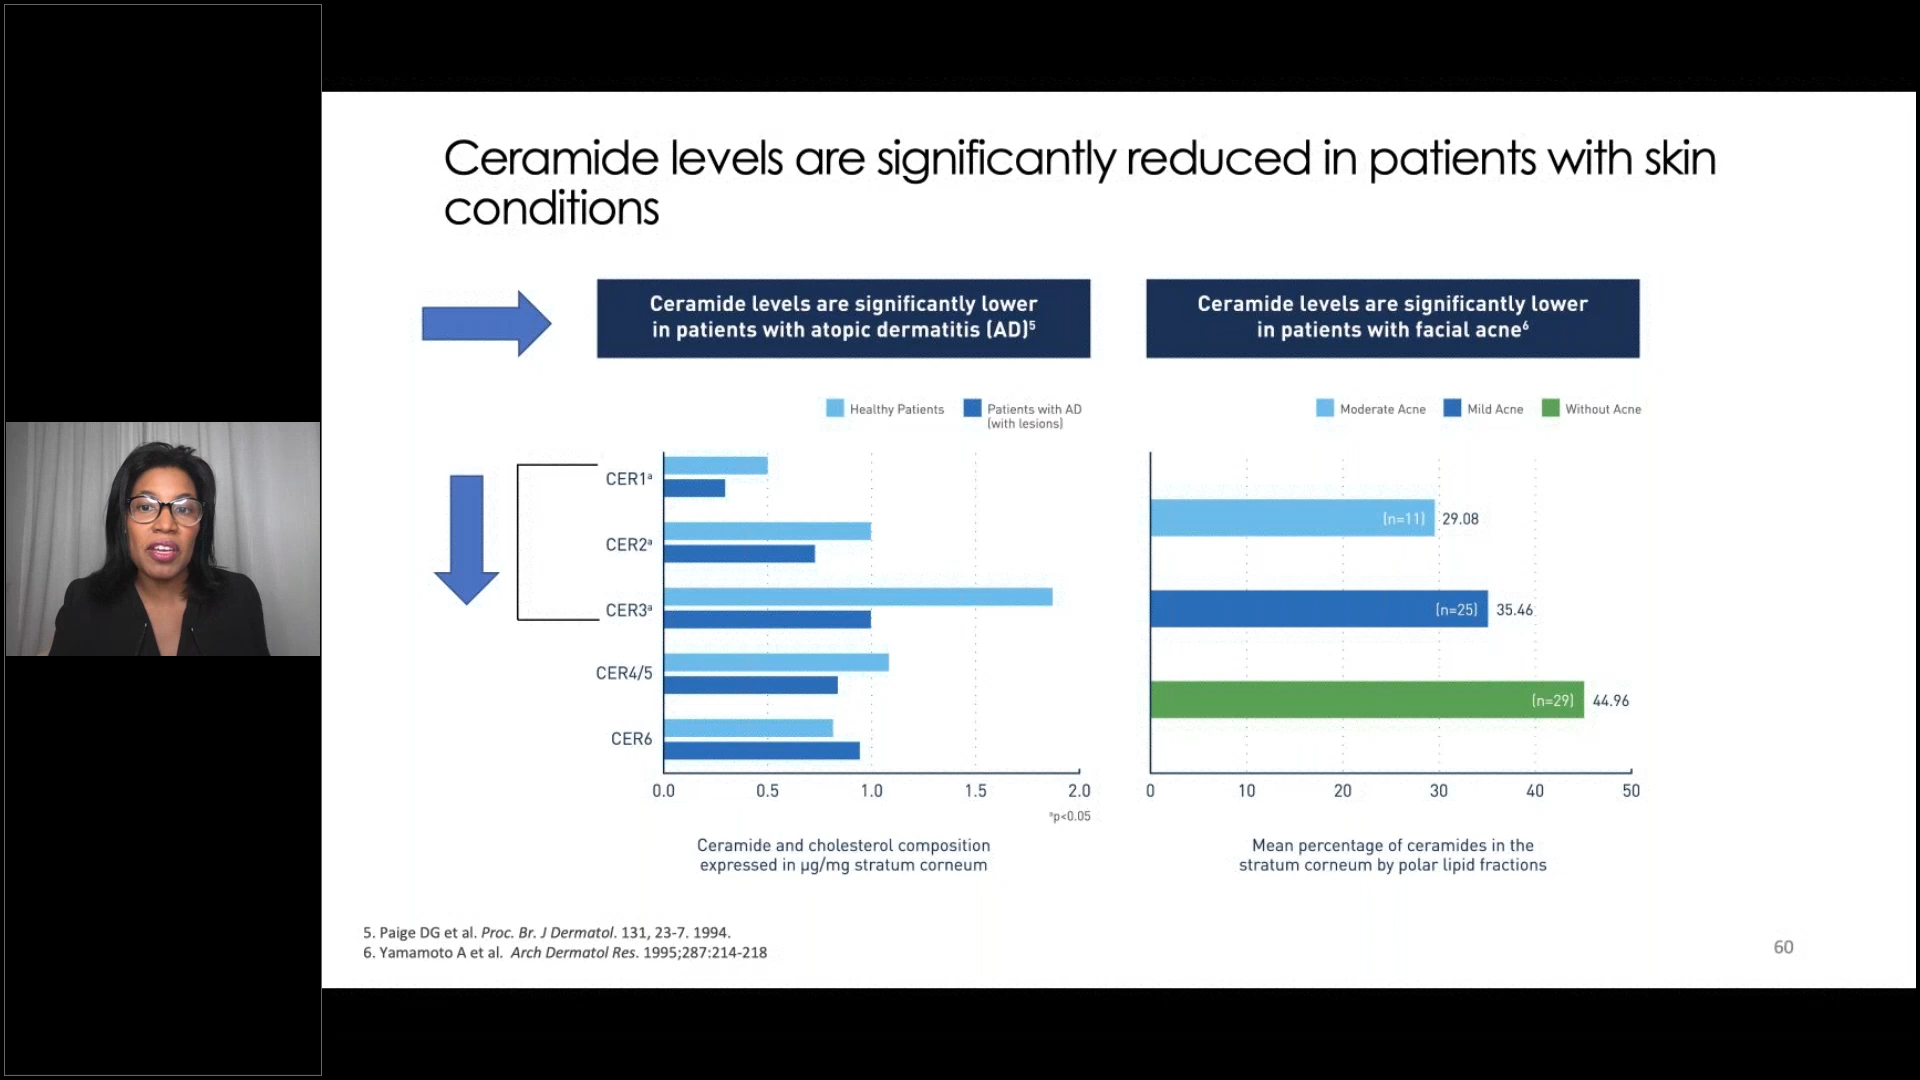 Ceramide levels are significantly reduced in patients with skin
conditions
Ceramide levels are significantly lower
in patients with atopic dermatitis (AD)⁵
Healthy Patients
Patients with AD
(with lesions)
CER1ᵃ
CER2ᵃ
CER3ᵃ
CER4/5
CER6
0.0 0.5 1.0 1.5 2.0
ᵃp<0.05
Ceramide and cholesterol composition
expressed in µg/mg stratum corneum
Ceramide levels are significantly lower
in patients with facial acne⁶
Moderate Acne Mild Acne Without Acne
(n=11) 29.08
(n=25) 35.46
(n=29) 44.96
0 10 20 30 40 50
Mean percentage of ceramides in the
stratum corneum by polar lipid fractions
5. Paige DG et al. Proc. Br. J Dermatol. 131, 23-7. 1994.
6. Yamamoto A et al. Arch Dermatol Res. 1995;287:214-218
60